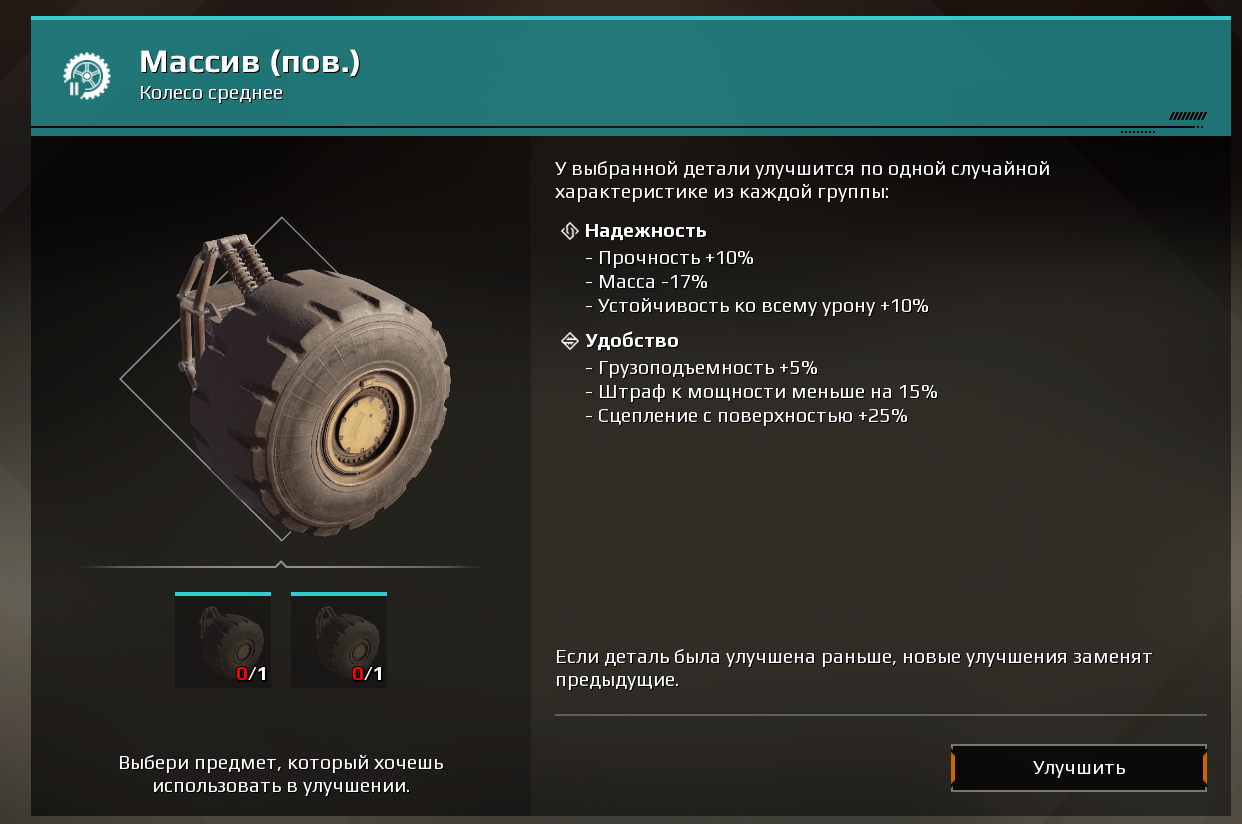 Массив (пов.)
Колесо среднее
У выбранной детали улучшится по одной случайной
характеристике из каждой группы:
Надежность
- Прочность +10%
- Масса -17%
- Устойчивость ко всему урону +10%
Удобство
- Грузоподъемность +5%
- Штраф к мощности меньше на 15%
- Сцепление с поверхностью +25%
0/1 0/1
Если деталь была улучшена раньше, новые улучшения заменят
предыдущие.
Выбери предмет, который хочешь
использовать в улучшении.
Улучшить